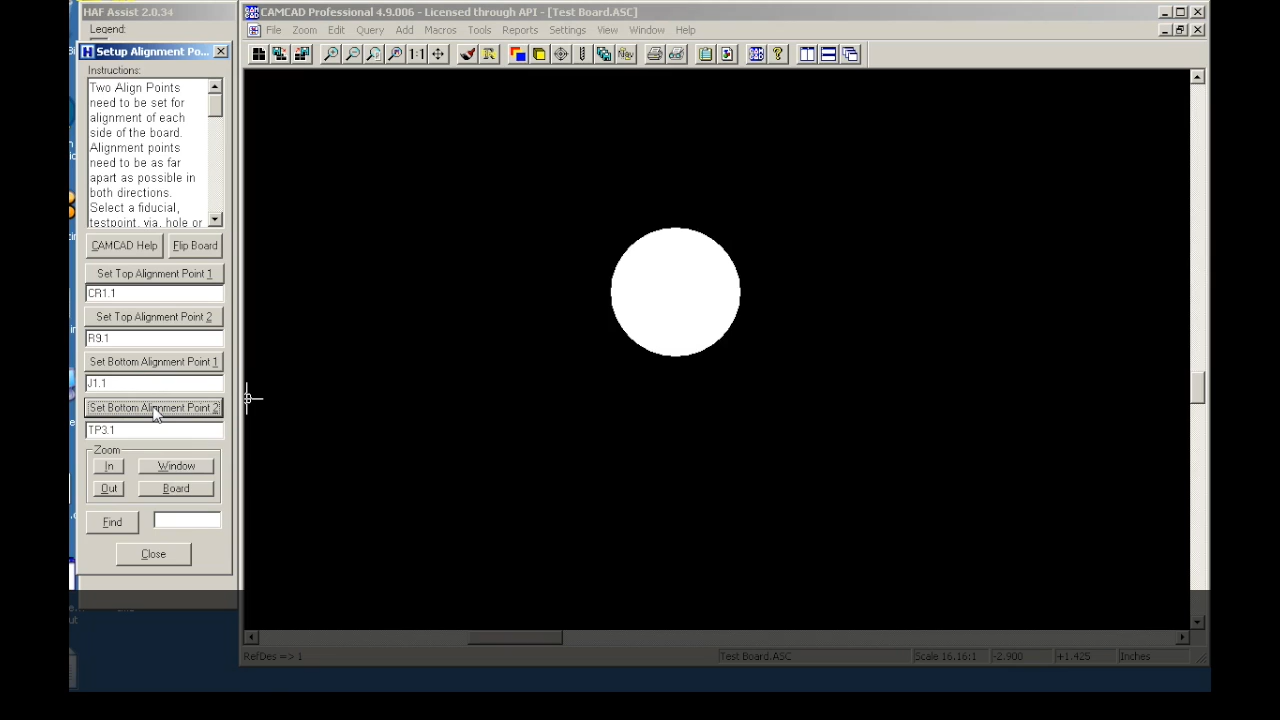 HAF Assist 2.0.34
CAMCAD Professional 4.9.006 - Licensed through API - [Test Board.ASC]
Legend:
File Zoom Edit Query Add Macros Tools Reports Settings View Window Help
Setup Alignment Po...
1:1
Instructions:
Two Align Points
need to be set for
alignment of each
side of the board.
Alignment points
need to be as far
apart as possible in
both directions.
Select a fiducial,
testpoint, via, hole or
CAMCAD Help Flip Board
Set Top Alignment Point 1
CR1.1
Set Top Alignment Point 2
R9.1
Set Bottom Alignment Point 1
J1.1
Set Bottom Alignment Point 2
TP3.1
Zoom
In Window
Out Board
Find
Close
RefDes => 1 Test Board.ASC Scale 16.16:1 -2.900 +1.425 Inches